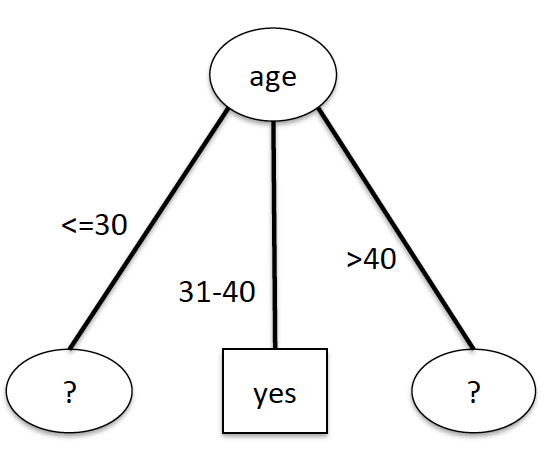 age
<=30
>40
31-40
?
yes
?